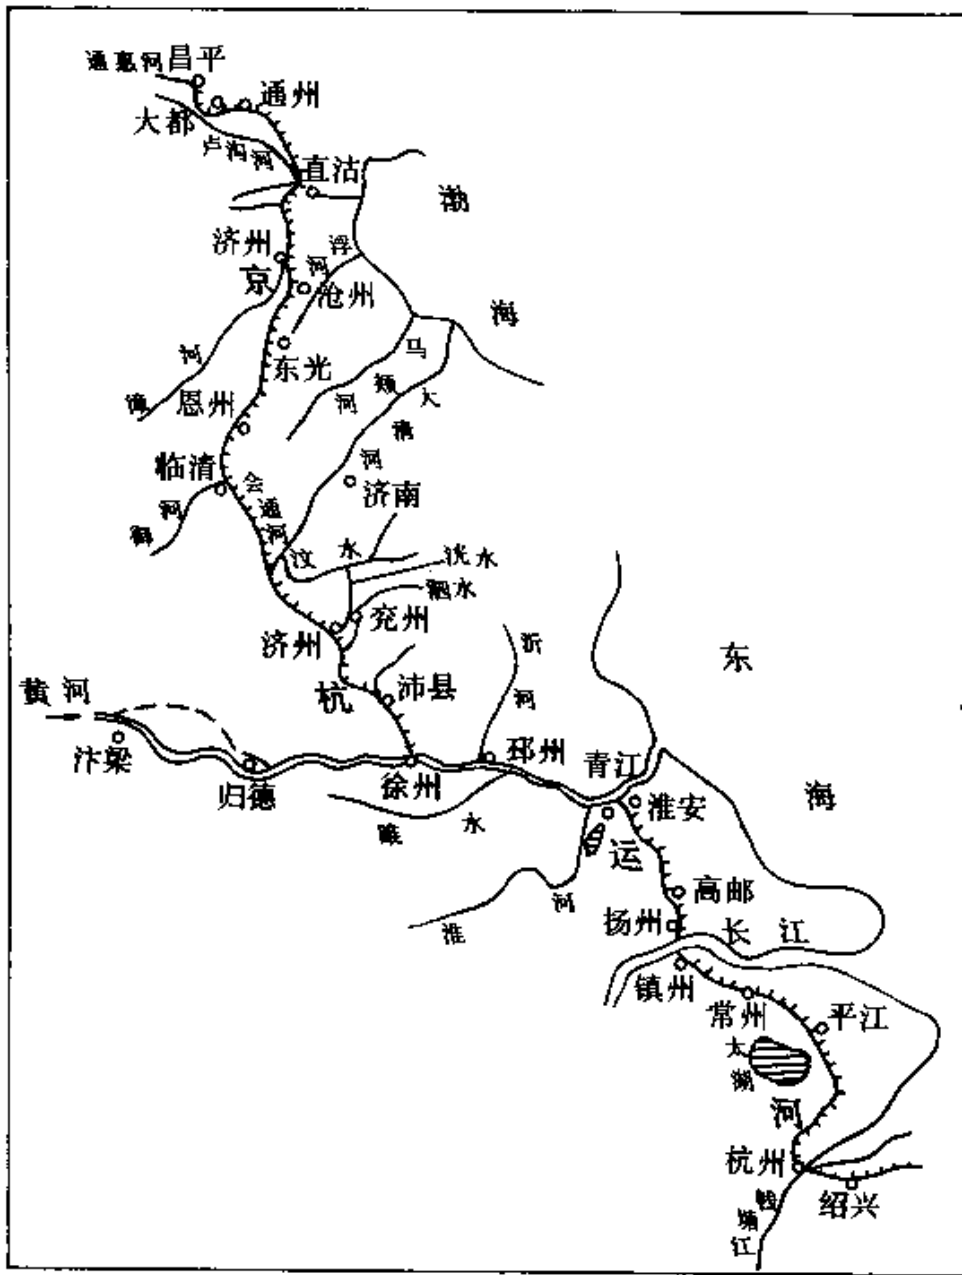 通惠河
昌平
通州
大都
卢沟河
直沽
渤海
济州
浮河
沧州
京杭运河
东光
漳河
马颊河
恩州
大清河
临清
会通河
济南
御河
汶水
洸水
泗水
兖州
济州
沂河
东海
沛县
黄河
汴梁
归德
徐州
邳州
青江
淮安
睢水
淮河
高邮
扬州
长江
镇州
常州
平江
太湖
杭州
绍兴
钱塘江